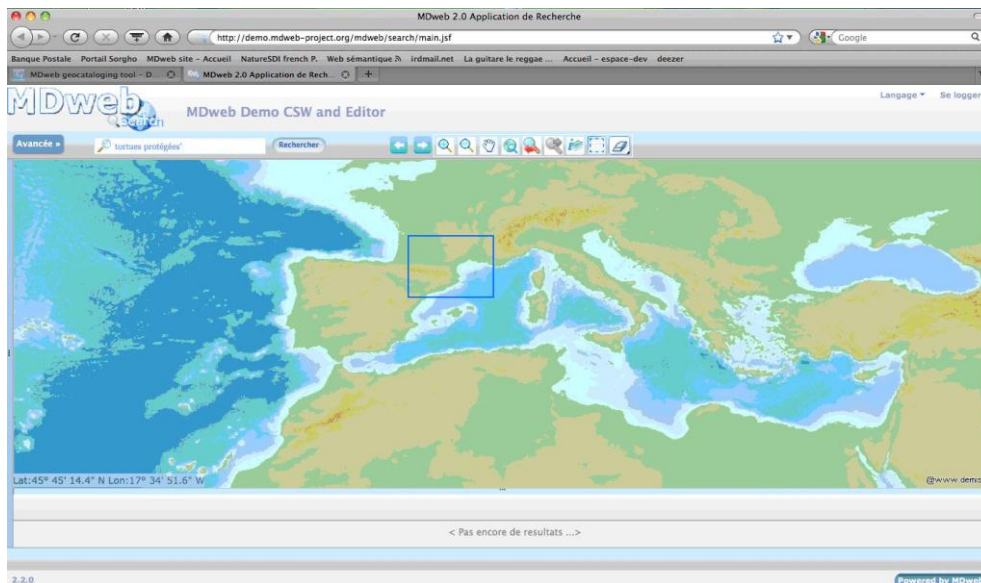 MDweb 2.0 Application de Recherche
http://demo.mdweb-project.org/mdweb/search/main.jsf
Google
Banque Postale Portail Sorgho MDweb site – Accueil NatureSDI french P. Web sémantique irdmail.net La guitare le reggae ... Accueil – espace-dev deezer
MDweb geocataloging tool – D... MDweb 2.0 Application de Rech...
MDweb
Search
MDweb Demo CSW and Editor
Langage Se logger
Avancée »
tortues protégées'
Rechercher
Lat:45° 45' 14.4" N Lon:17° 34' 51.6" W
@www.demis
< Pas encore de resultats ...>
2.2.0
Powered by MDweb